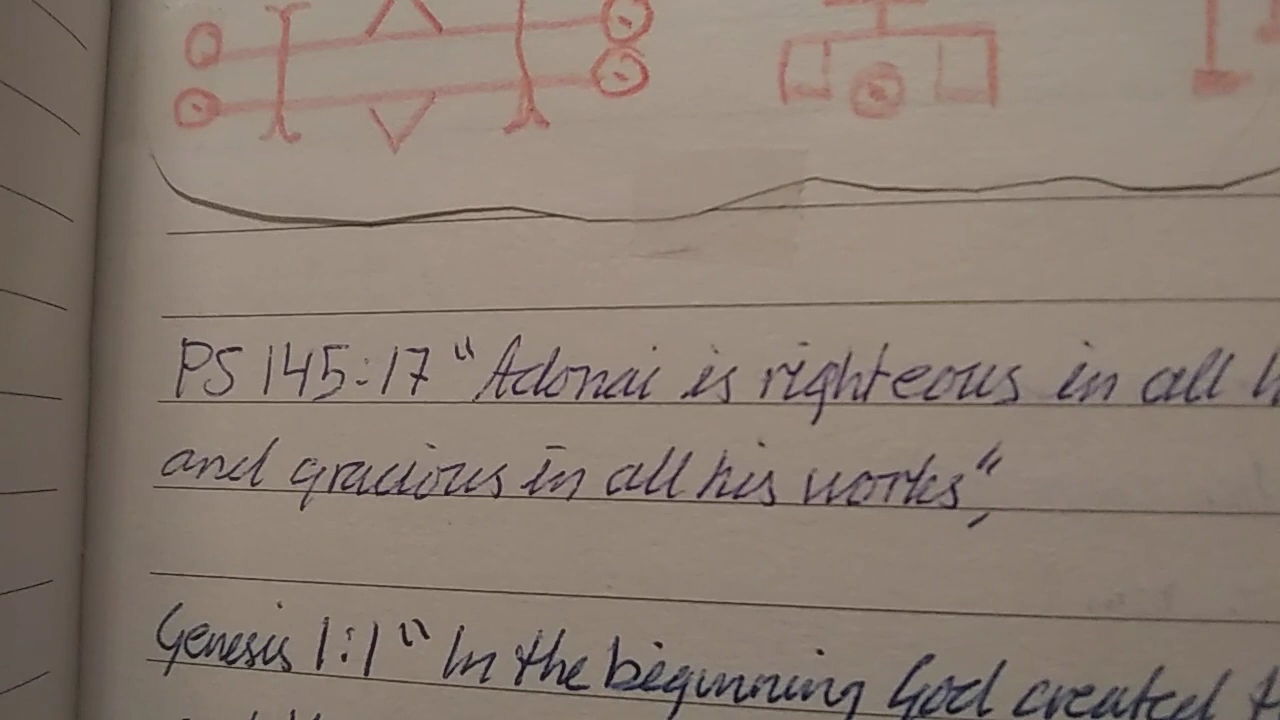 PS 145:17 "Adonai is righteous in all
and gracious in all his works",
Genesis 1:1 "In the beginning God created